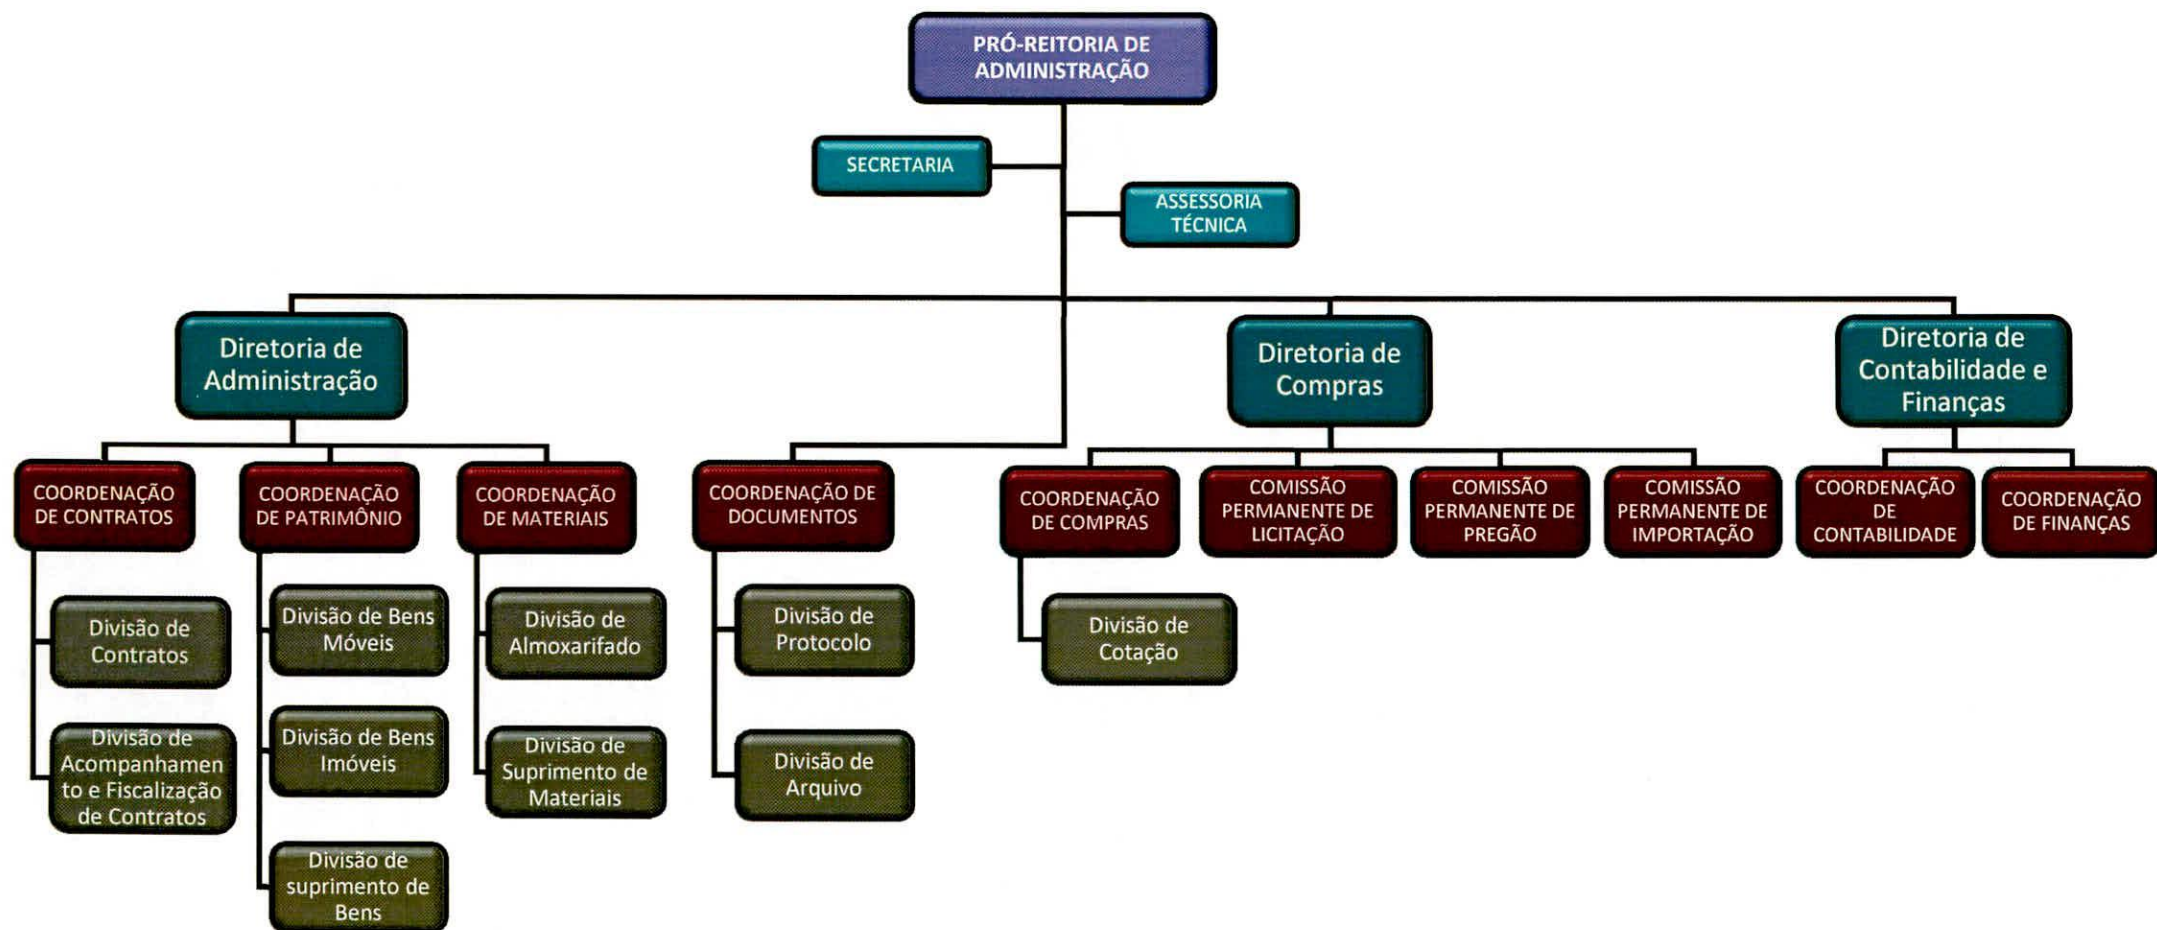 PRÓ-REITORIA DE
ADMINISTRAÇÃO
SECRETARIA
ASSESSORIA
TÉCNICA
Diretoria de
Administração
Diretoria de
Compras
Diretoria de
Contabilidade e
Finanças
COORDENAÇÃO
DE CONTRATOS
COORDENAÇÃO
DE PATRIMÔNIO
COORDENAÇÃO
DE MATERIAIS
COORDENAÇÃO DE
DOCUMENTOS
COORDENAÇÃO
DE COMPRAS
COMISSÃO
PERMANENTE DE
LICITAÇÃO
COMISSÃO
PERMANENTE DE
PREGÃO
COMISSÃO
PERMANENTE DE
IMPORTAÇÃO
COORDENAÇÃO
DE
CONTABILIDADE
COORDENAÇÃO
DE FINANÇAS
Divisão de
Contratos
Divisão de Bens
Móveis
Divisão de
Almoxarifado
Divisão de
Protocolo
Divisão de
Cotação
Divisão de
Acompanhamen
to e Fiscalização
de Contratos
Divisão de Bens
Imóveis
Divisão de
Suprimento de
Materiais
Divisão de
Arquivo
Divisão de
suprimento de
Bens